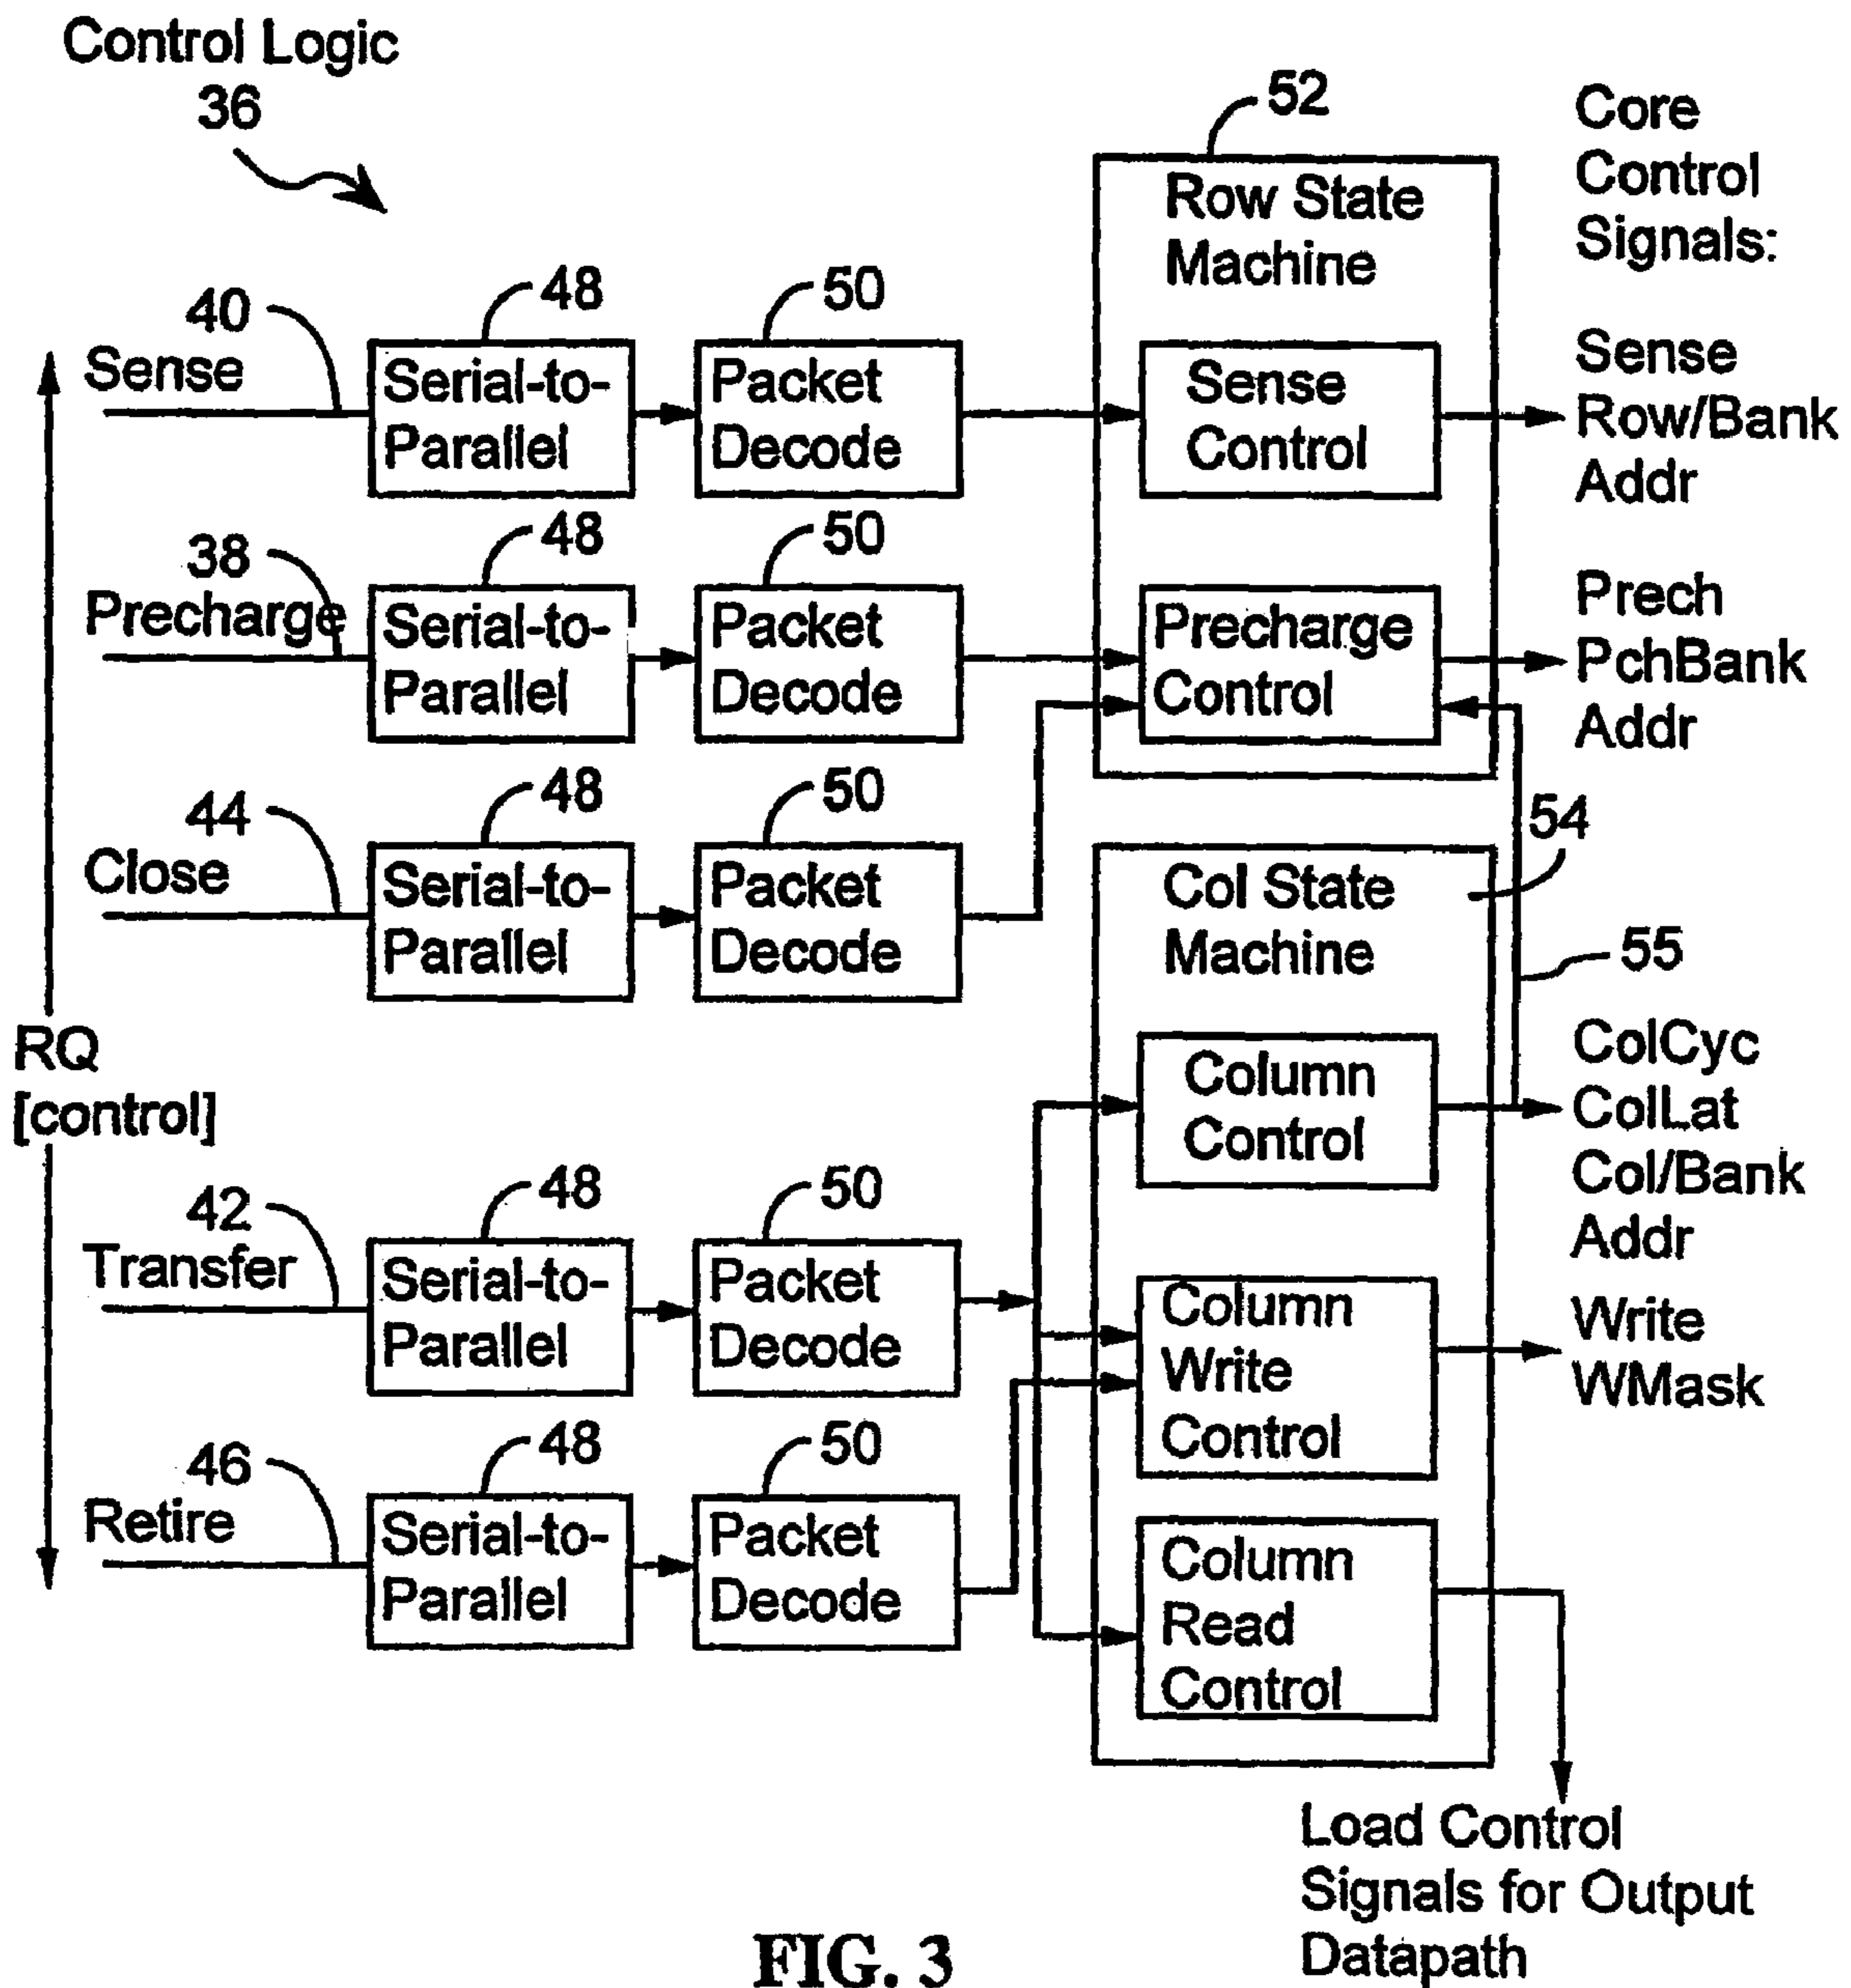 Control Logic
36
52
Core
Control
Signals:
Row State
Machine
40
Sense
48
Serial-to-
Parallel
50
Packet
Decode
Sense
Control
Sense
Row/Bank
Addr
38
Precharge
48
Serial-to-
Parallel
50
Packet
Decode
Precharge
Control
Prech
PchBank
Addr
44
Close
48
Serial-to-
Parallel
50
Packet
Decode
54
Col State
Machine
55
RQ
[control]
Column
Control
ColCyc
ColLat
Col/Bank
Addr
42
Transfer
48
Serial-to-
Parallel
50
Packet
Decode
Column
Write
Control
Write
WMask
46
Retire
48
Serial-to-
Parallel
50
Packet
Decode
Column
Read
Control
Load Control
Signals for Output
Datapath
FIG. 3